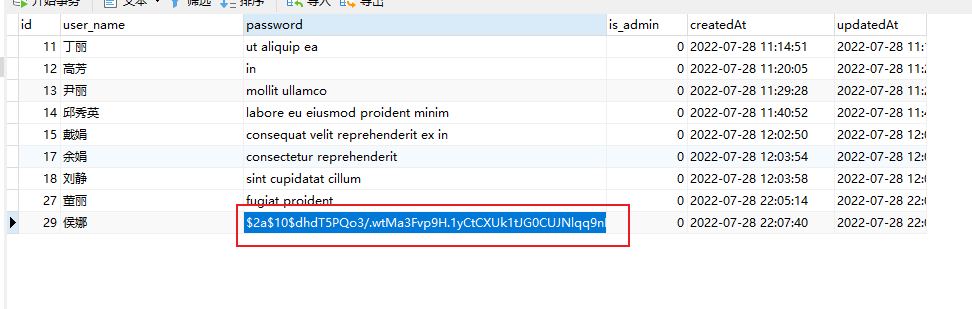 开始事务 文本 筛选 排序 导入 导出
id user_name password is_admin createdAt updatedAt
11 丁丽 ut aliquip ea 0 2022-07-28 11:14:51 2022-07-28 11:
12 高芳 in 0 2022-07-28 11:20:05 2022-07-28 11:2
13 尹丽 mollit ullamco 0 2022-07-28 11:29:28 2022-07-28 11:2
14 邱秀英 labore eu eiusmod proident minim 0 2022-07-28 11:40:52 2022-07-28 11:4
15 戴娟 consequat velit reprehenderit ex in 0 2022-07-28 12:02:50 2022-07-28 12:0
17 余娟 consectetur reprehenderit 0 2022-07-28 12:03:54 2022-07-28 12:0
18 刘静 sint cupidatat cillum 0 2022-07-28 12:03:58 2022-07-28 12:0
27 董丽 fugiat proident 0 2022-07-28 22:05:14 2022-07-28 22:0
29 侯娜 $2a$10$dhdT5PQo3/.wtMa3Fvp9H.1yCtCXUk1tJG0CUJNlqq9n 0 2022-07-28 22:07:40 2022-07-28 22:0